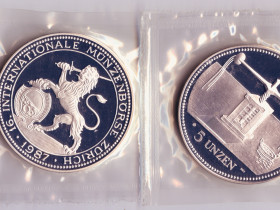 16. INTERNATIONALE MÜNZENBÖRSE ZÜRICH
· 1987 ·
· 5 UNZEN ·